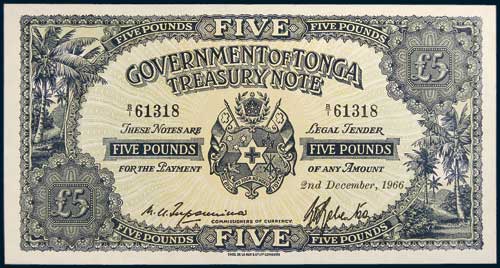 FIVE POUNDS FIVE FIVE POUNDS
GOVERNMENT OF TONGA
TREASURY NOTE
£5 £5
B/1 61318 B/1 61318
THESE NOTES ARE LEGAL TENDER
FIVE POUNDS FIVE POUNDS
FOR THE PAYMENT OF ANY AMOUNT
2nd December, 1966.
COMMISSIONERS OF CURRENCY.
£5
FIVE POUNDS FIVE FIVE POUNDS